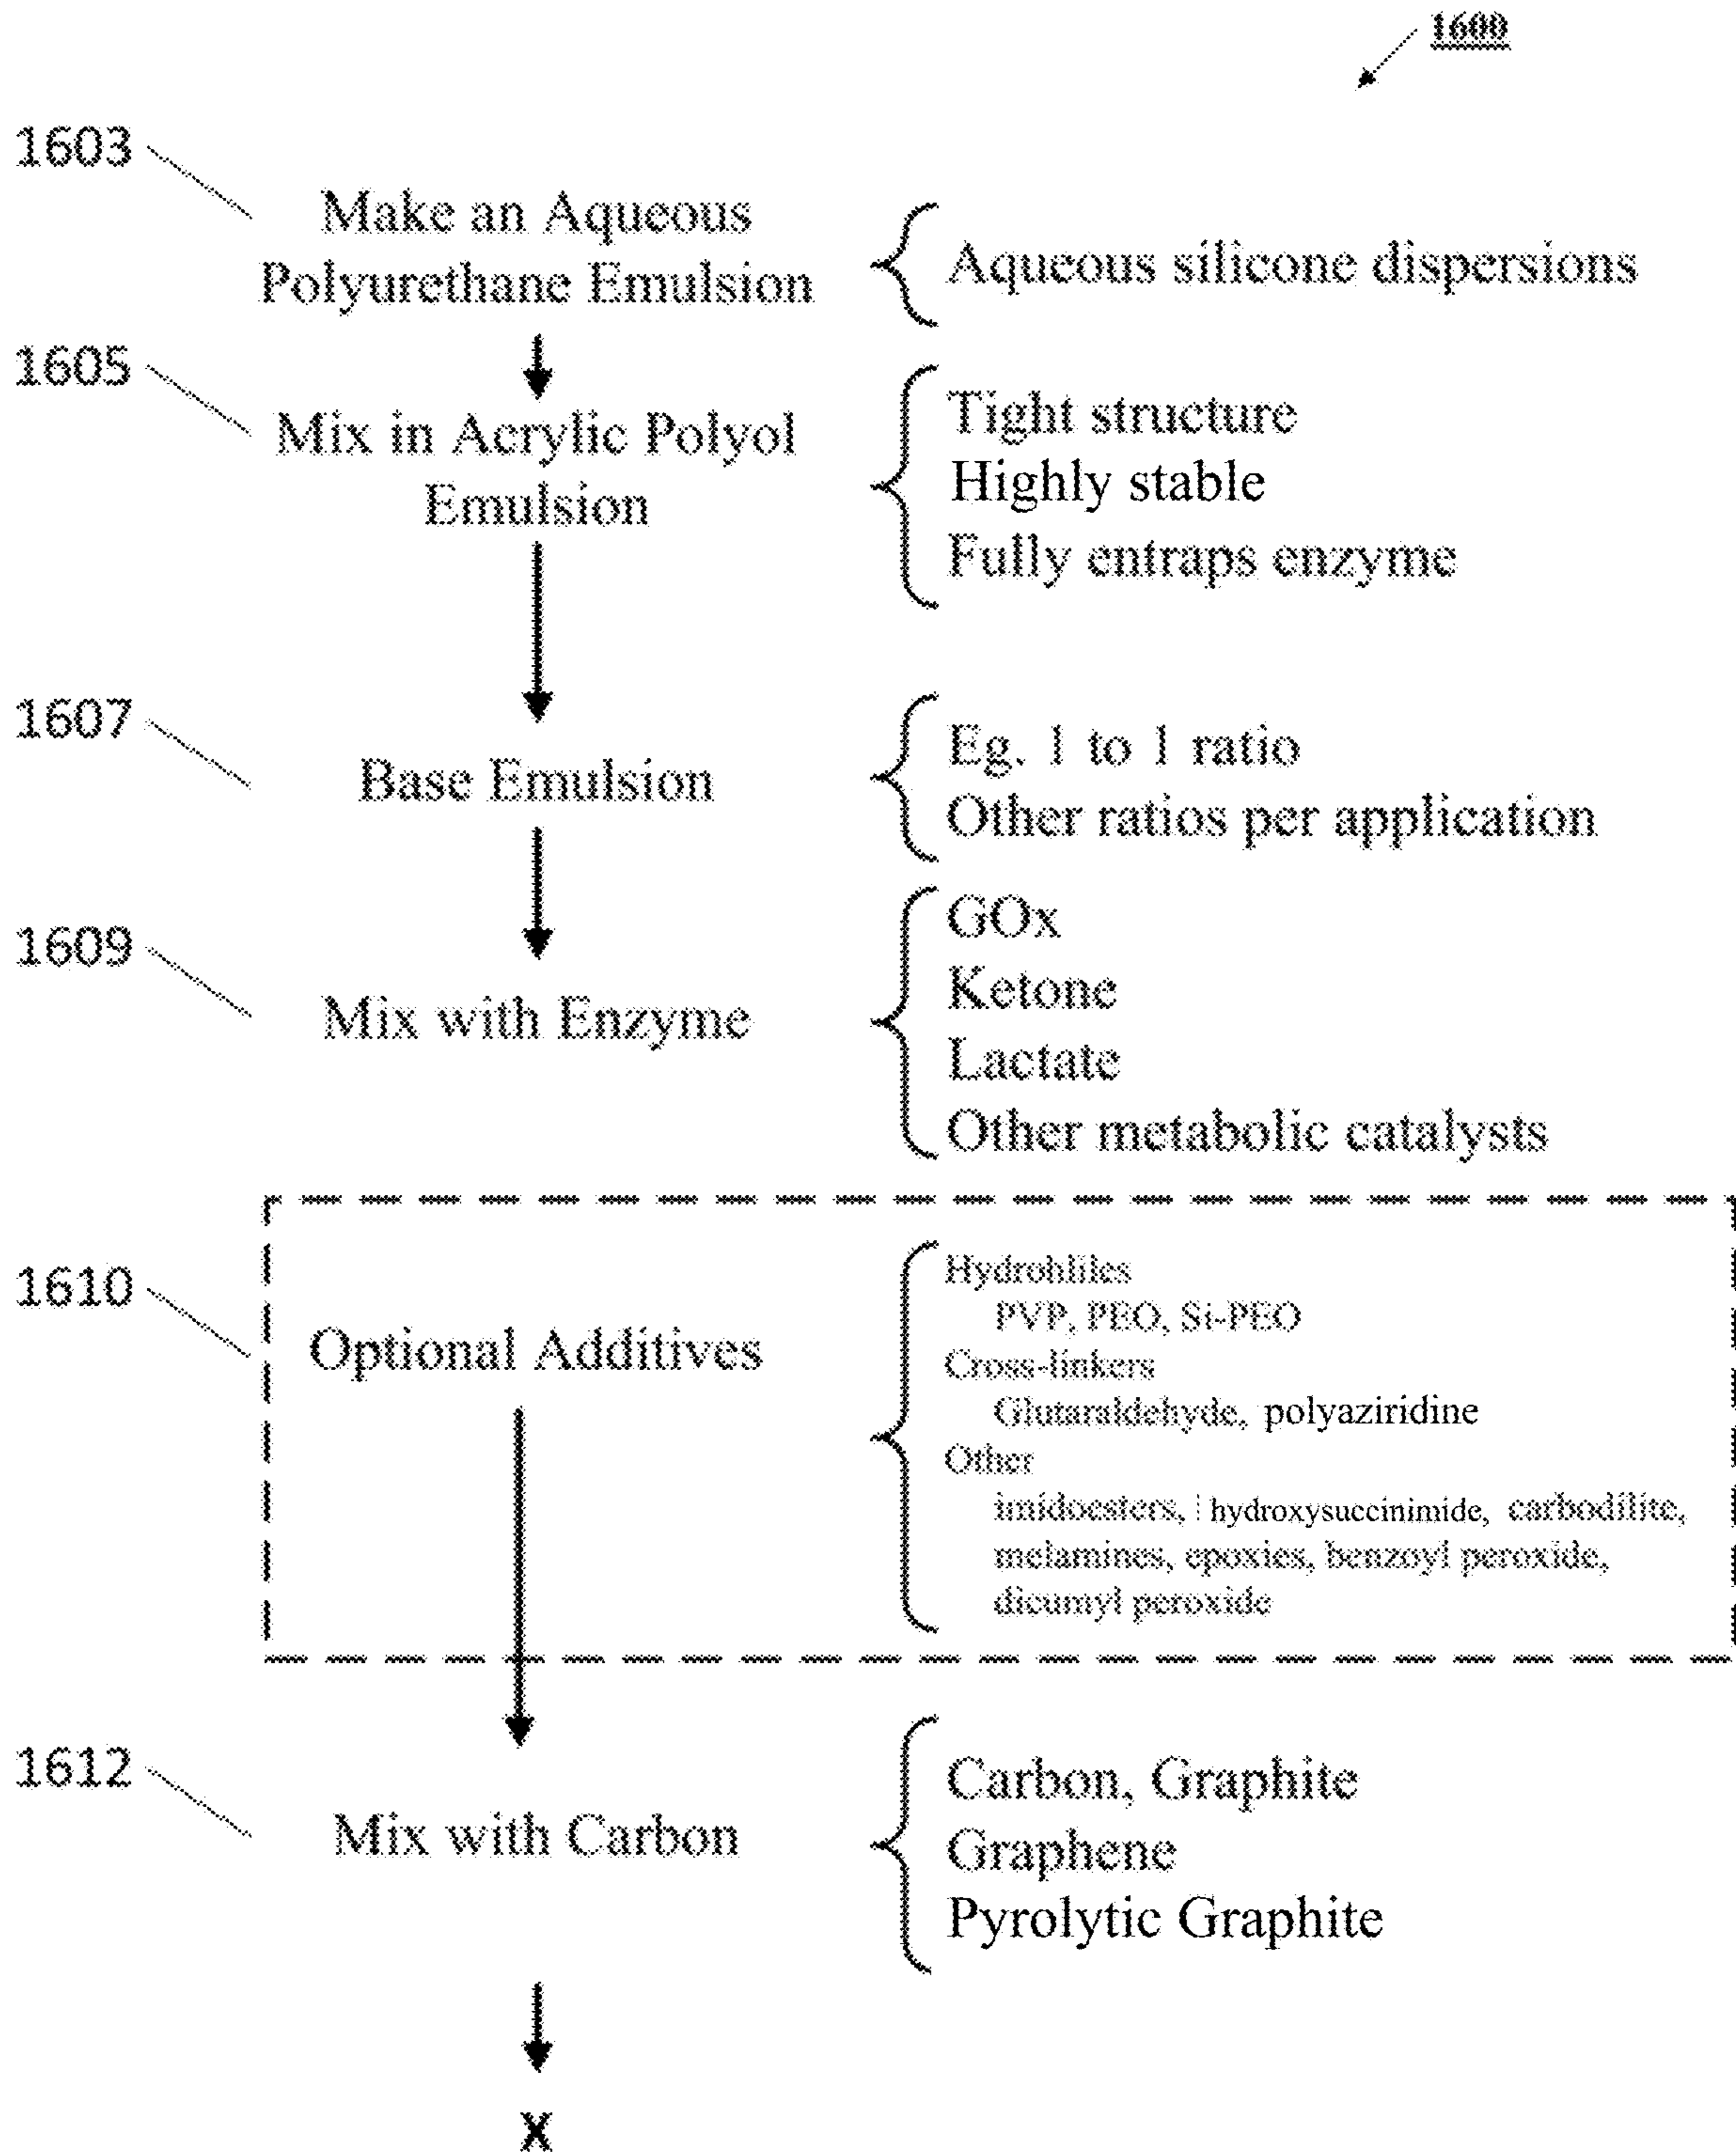 1600
1603
Make an Aqueous
Polyurethane Emulsion
Aqueous silicone dispersions
1605
Mix in Acrylic Polyol
Emulsion
Tight structure
Highly stable
Fully entraps enzyme
1607
Base Emulsion
Eg. 1 to 1 ratio
Other ratios per application
1609
Mix with Enzyme
GOx
Ketone
Lactate
Other metabolic catalysts
1610
Optional Additives
Hydrohliles
PVP, PEO, Si-PEO
Cross-linkers
Glutaraldehyde, polyaziridine
Other
imidoesters, hydroxysuccinimide, carbodilite,
melamines, epoxies, benzoyl peroxide,
dicumyl peroxide
1612
Mix with Carbon
Carbon, Graphite
Graphene
Pyrolytic Graphite
X